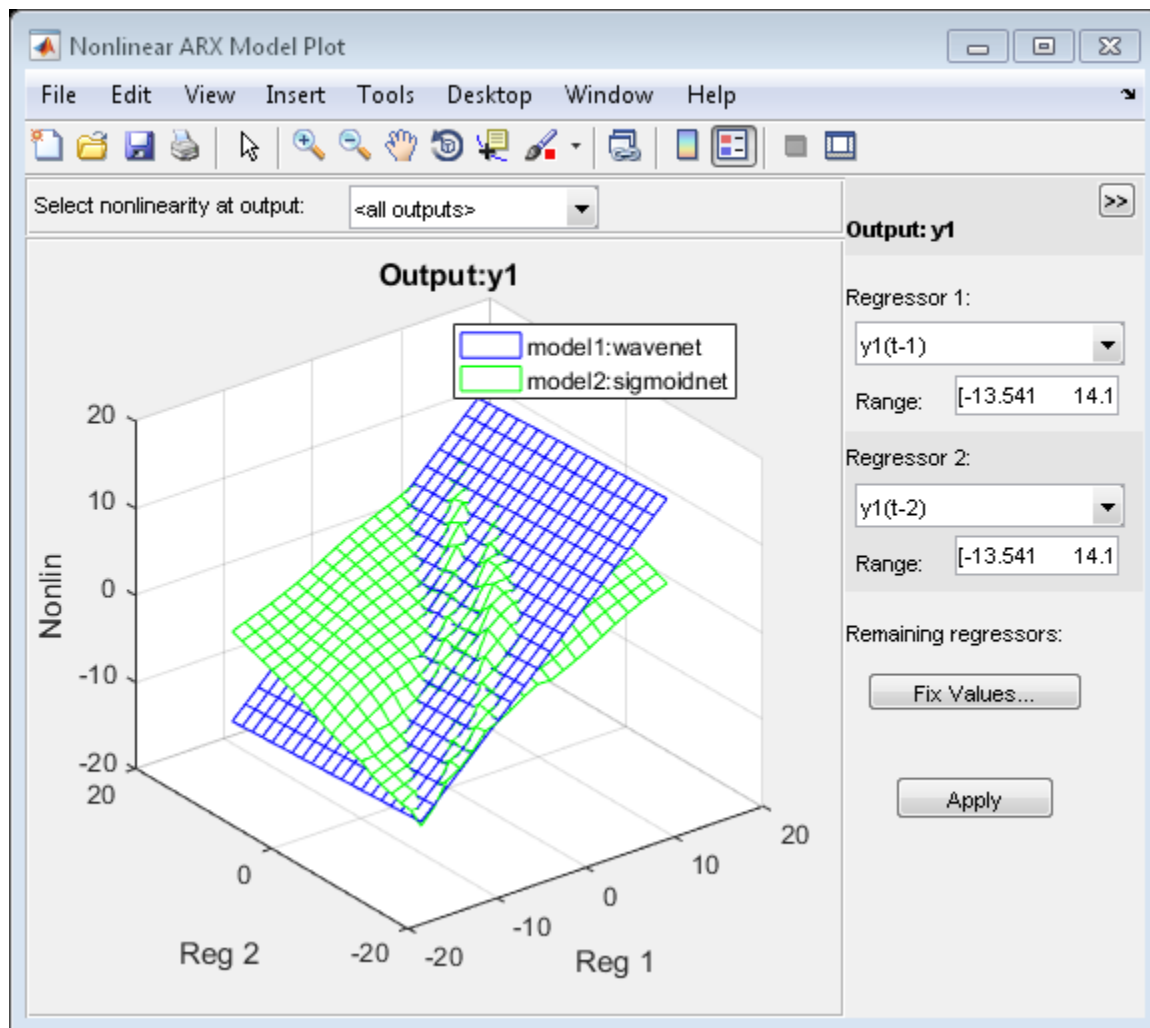 Nonlinear ARX Model Plot
File Edit View Insert Tools Desktop Window Help
Select nonlinearity at output: <all outputs>
>>
Output: y1
Output:y1
Regressor 1:
y1(t-1)
Range: [-13.541 14.1
Regressor 2:
y1(t-2)
Range: [-13.541 14.1
Remaining regressors:
Fix Values...
Apply
model1:wavenet
model2:sigmoidnet
20
10
0
-10
-20
Nonlin
20
0
-20
Reg 2
-20
-10
0
10
20
Reg 1